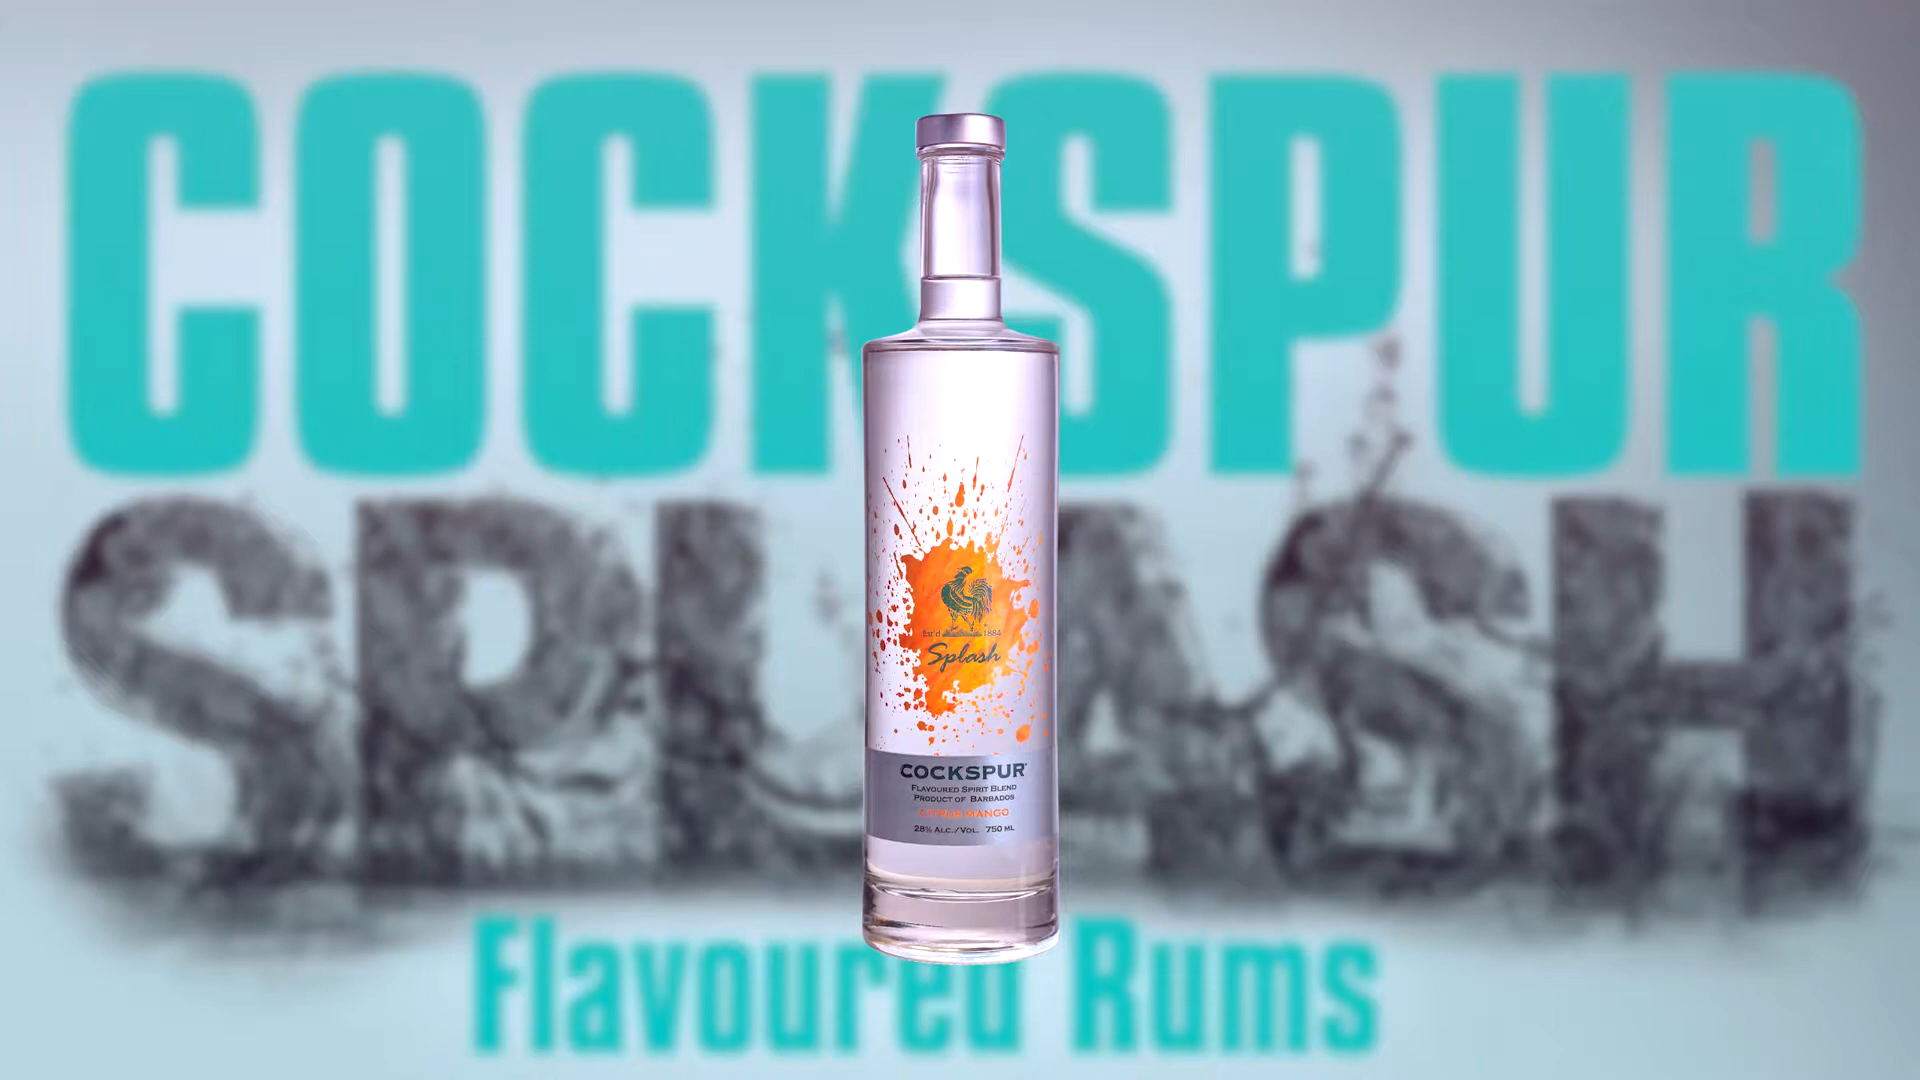 COCKSPUR
SPLASH
Flavoured Rums
Est'd 1884
Splash
COCKSPUR
FLAVOURED SPIRIT BLEND
PRODUCT OF BARBADOS
CITRUS MANGO
28% ALC./VOL. 750 ML